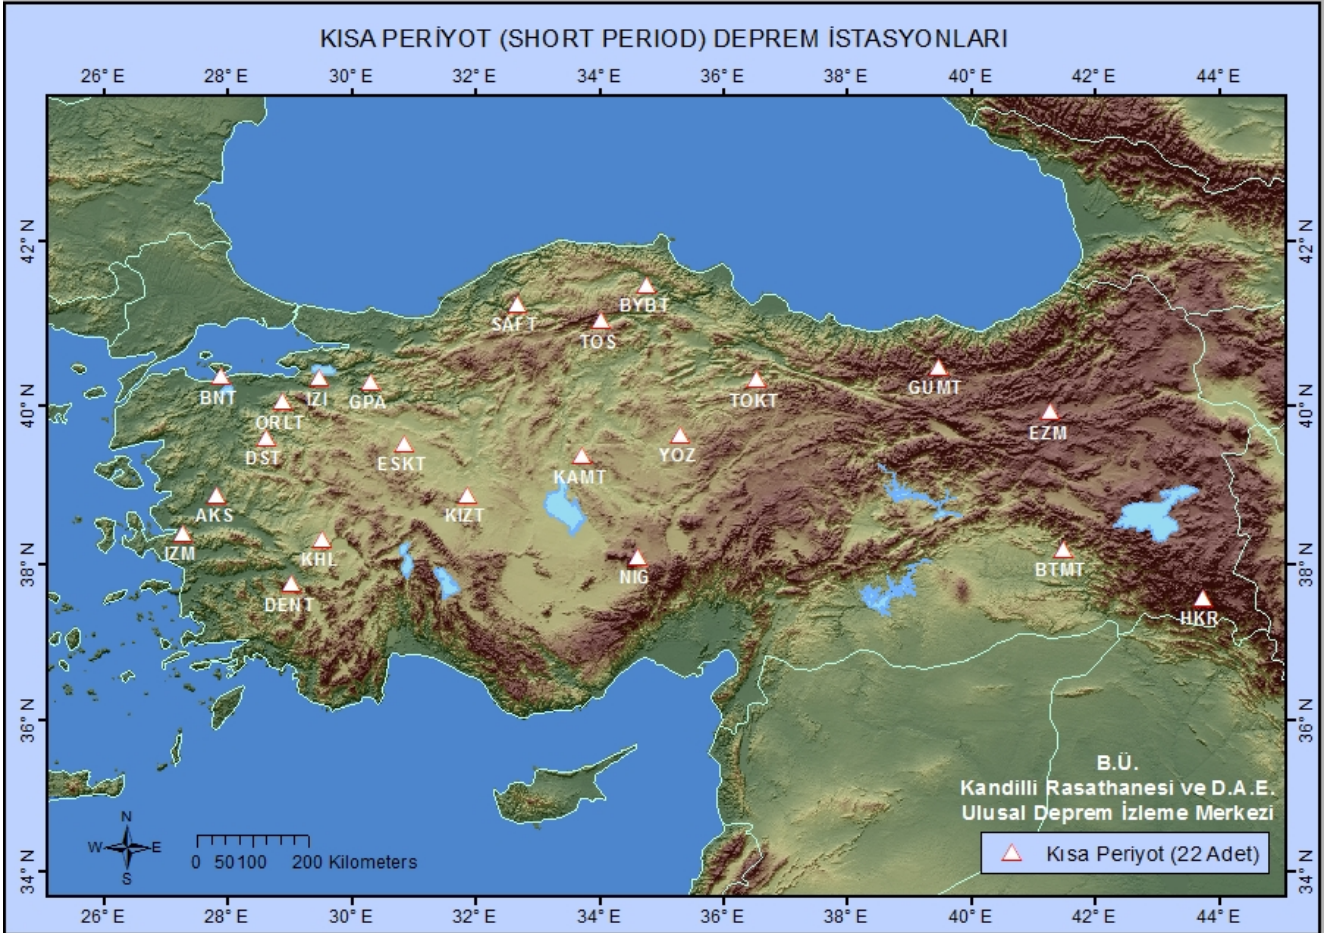 KISA PERİYOT (SHORT PERIOD) DEPREM İSTASYONLARI
26° E 28° E 30° E 32° E 34° E 36° E 38° E 40° E 42° E 44° E
42° N 42° N
BYBT
SAFT
TOS
BNT IZI GPA TOKT GUMT
40° N 40° N
ORLT EZM
DST ESKT YOZ
KAMT
AKS KIZT
IZM KHL
38° N 38° N
NIG BTMT
DENT HKR
36° N 36° N
B.Ü.
Kandilli Rasathanesi ve D.A.E.
Ulusal Deprem İzleme Merkezi
N
W E
S
0 50 100 200 Kilometers
Kısa Periyot (22 Adet)
34° N 34° N
26° E 28° E 30° E 32° E 34° E 36° E 38° E 40° E 42° E 44° E